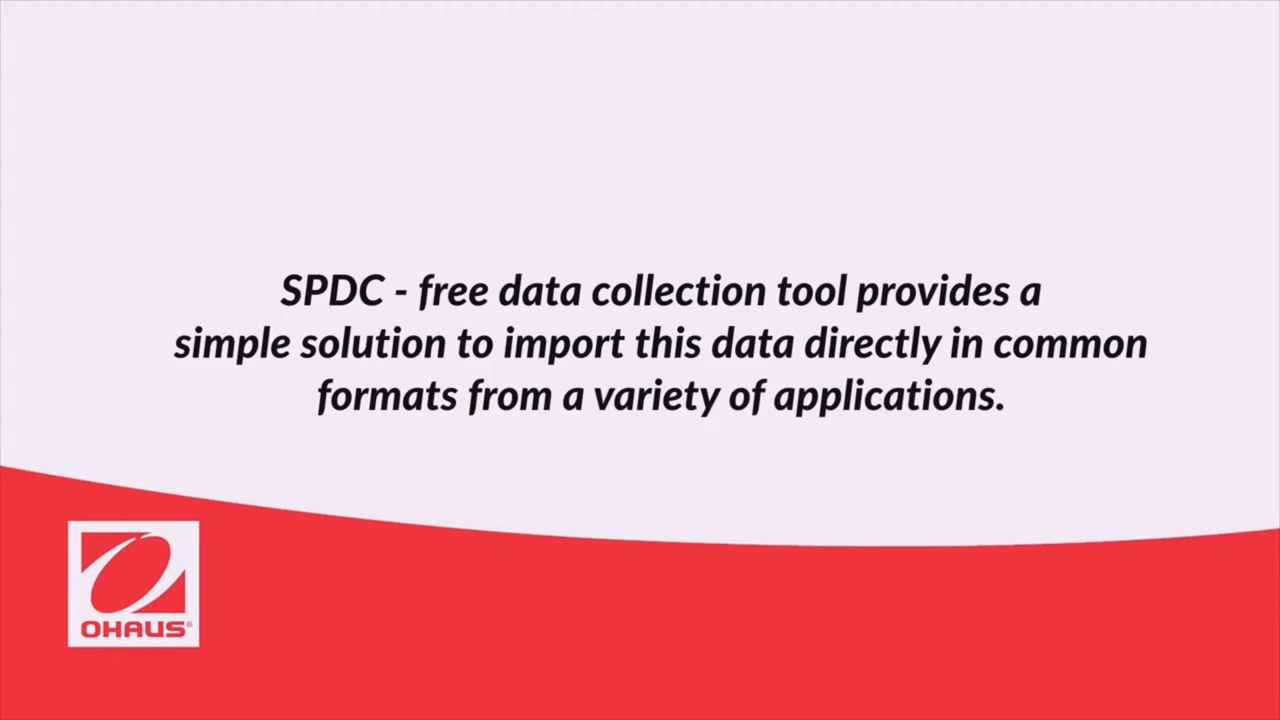 SPDC - free data collection tool provides a
simple solution to import this data directly in common
formats from a variety of applications.
OHAUS®